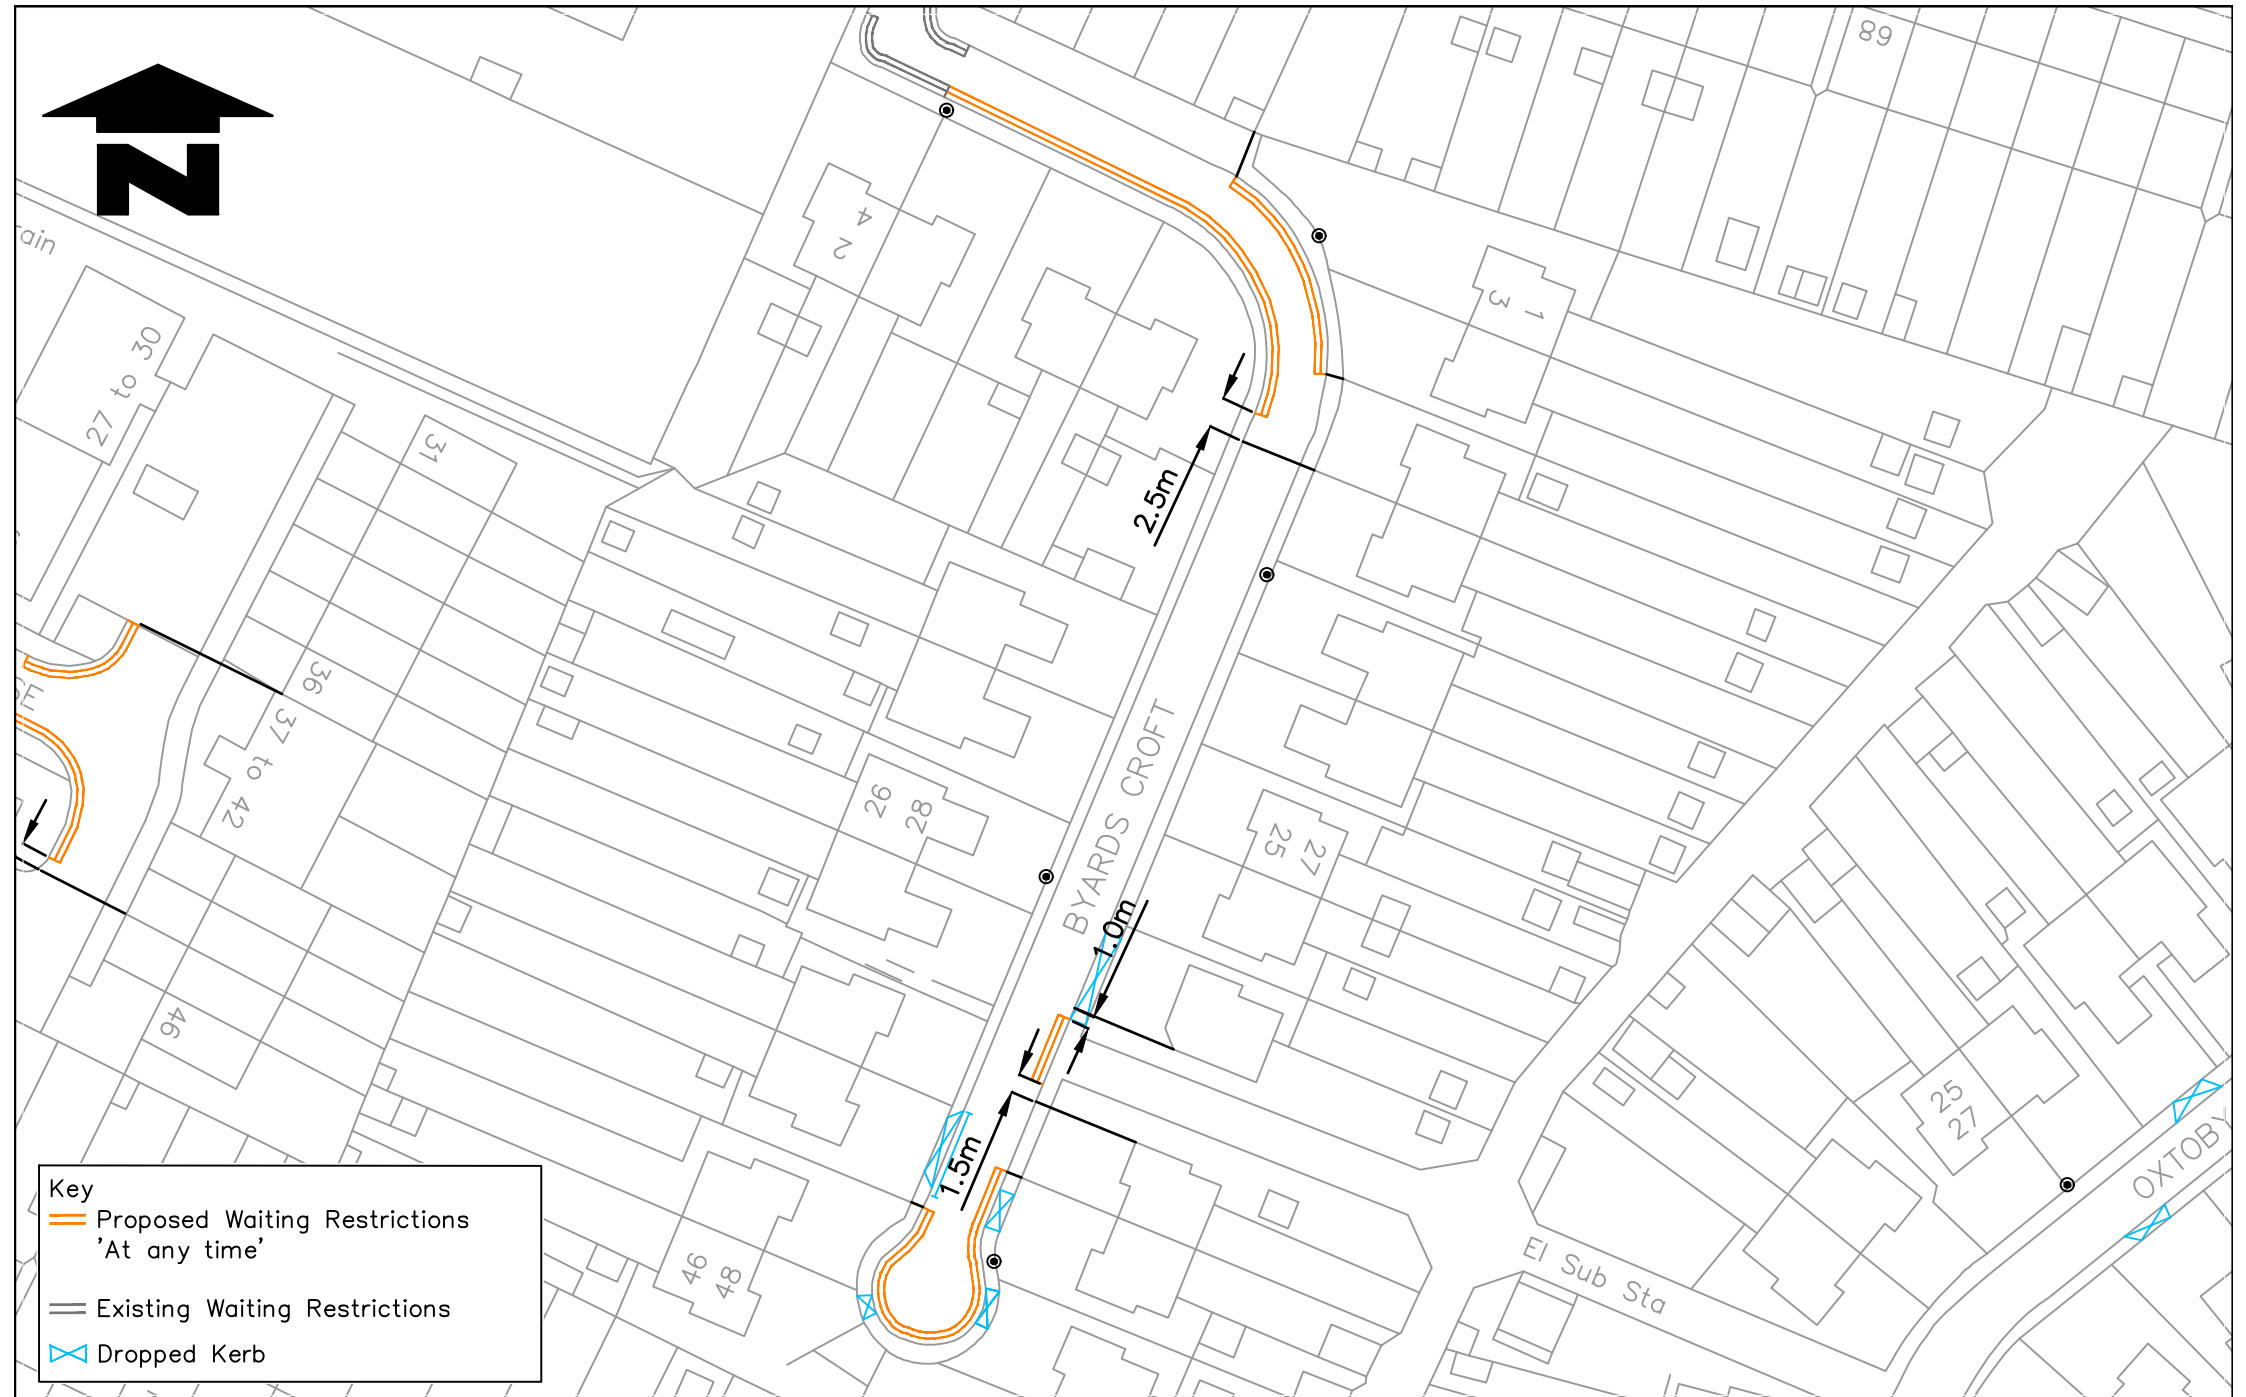 N
89
4
2
1
3
27 to 30
31
2.5m
36
37 to 42
46
26
28
25
27
BYARDS CROFT
1.0m
1.5m
46
48
25
27
OXTOBY
El Sub Sta
Key
Proposed Waiting Restrictions
'At any time'
Existing Waiting Restrictions
Dropped Kerb